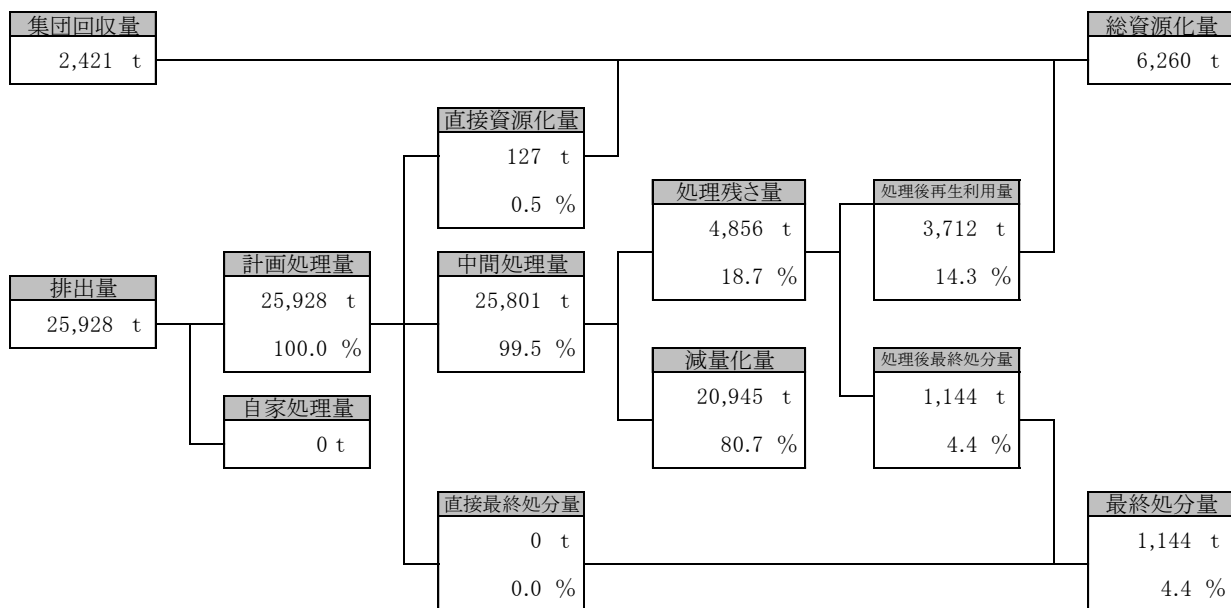 集団回収量
2,421 t
総資源化量
6,260 t
直接資源化量
127 t
0.5 %
処理残さ量
4,856 t
18.7 %
処理後再生利用量
3,712 t
14.3 %
排出量
25,928 t
計画処理量
25,928 t
100.0 %
中間処理量
25,801 t
99.5 %
自家処理量
0 t
減量化量
20,945 t
80.7 %
処理後最終処分量
1,144 t
4.4 %
直接最終処分量
0 t
0.0 %
最終処分量
1,144 t
4.4 %